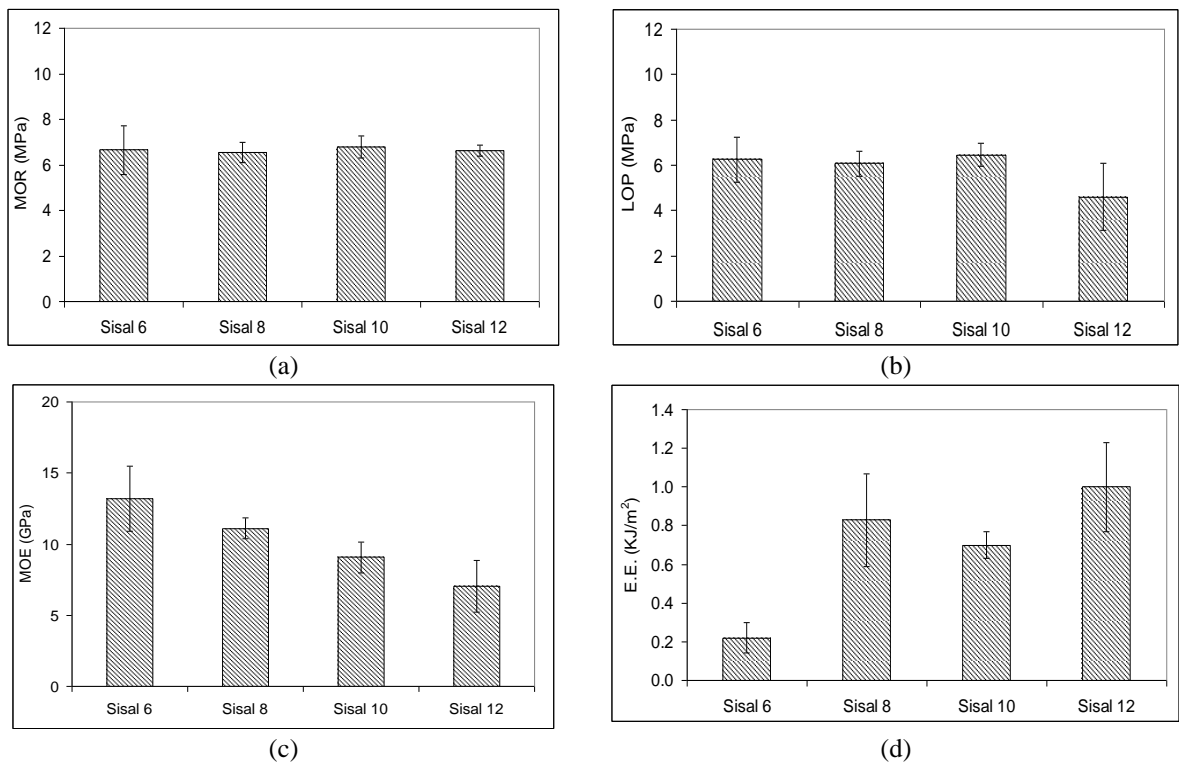 12
10
8
6
4
2
0
MOR (MPa)
Sisal 6 Sisal 8 Sisal 10 Sisal 12
(a)
12
10
8
6
4
2
0
LOP (MPa)
Sisal 6 Sisal 8 Sisal 10 Sisal 12
(b)
20
15
10
5
0
MOE (GPa)
Sisal 6 Sisal 8 Sisal 10 Sisal 12
(c)
1.4
1.2
1.0
0.8
0.6
0.4
0.2
0.0
E.E. (KJ/m²)
Sisal 6 Sisal 8 Sisal 10 Sisal 12
(d)